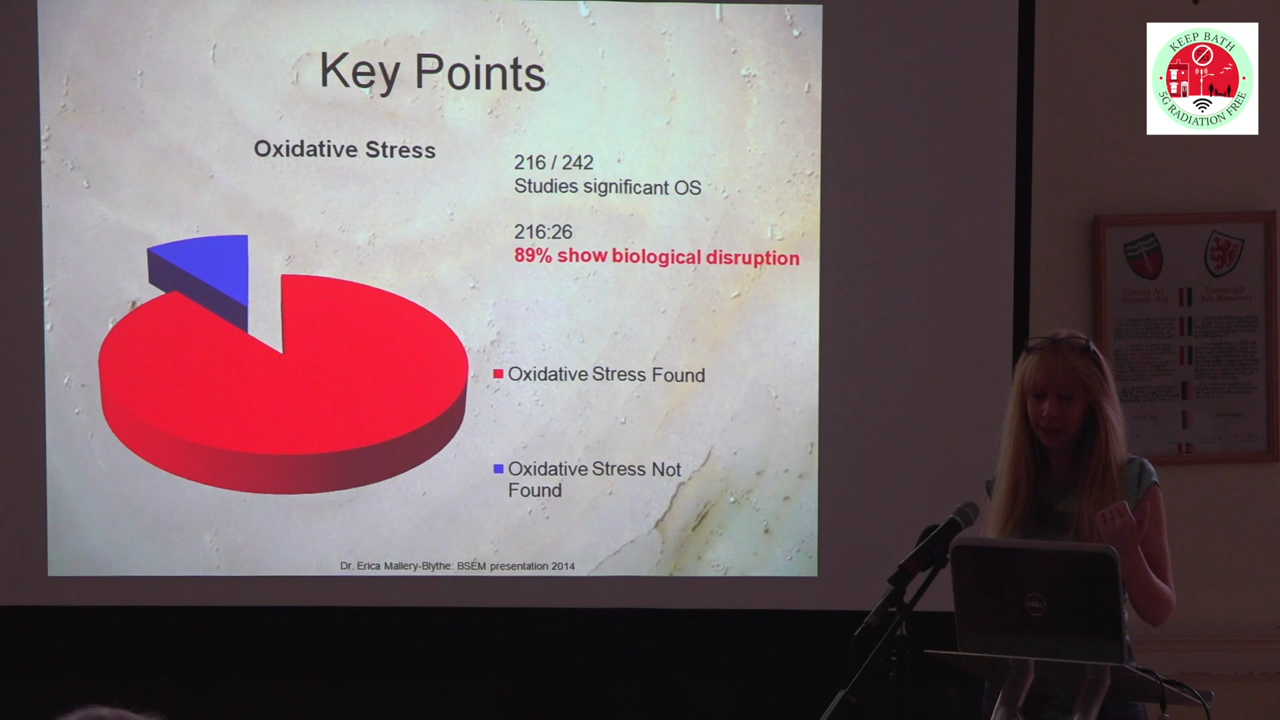 Key Points
Oxidative Stress
216 / 242
Studies significant OS
216:26
89% show biological disruption
Oxidative Stress Found
Oxidative Stress Not
Found
Dr. Erica Mallery-Blythe: BSEM presentation 2014
KEEP BATH
5G RADIATION FREE
DELL